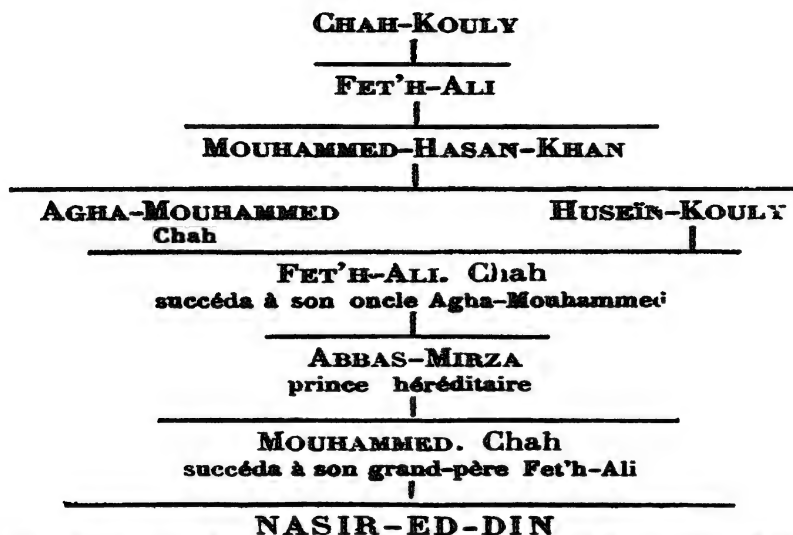 CHAH-KOULY
FET'H-ALI
MOUHAMMED-HASAN-KHAN
AGHA-MOUHAMMED HUSEÏN-KOULY
Chah
FET'H-ALI. Chah
succéda à son oncle Agha-Mouhammed
ABBAS-MIRZA
prince héréditaire
MOUHAMMED. Chah
succéda à son grand-père Fet'h-Ali
NASIR-ED-DIN